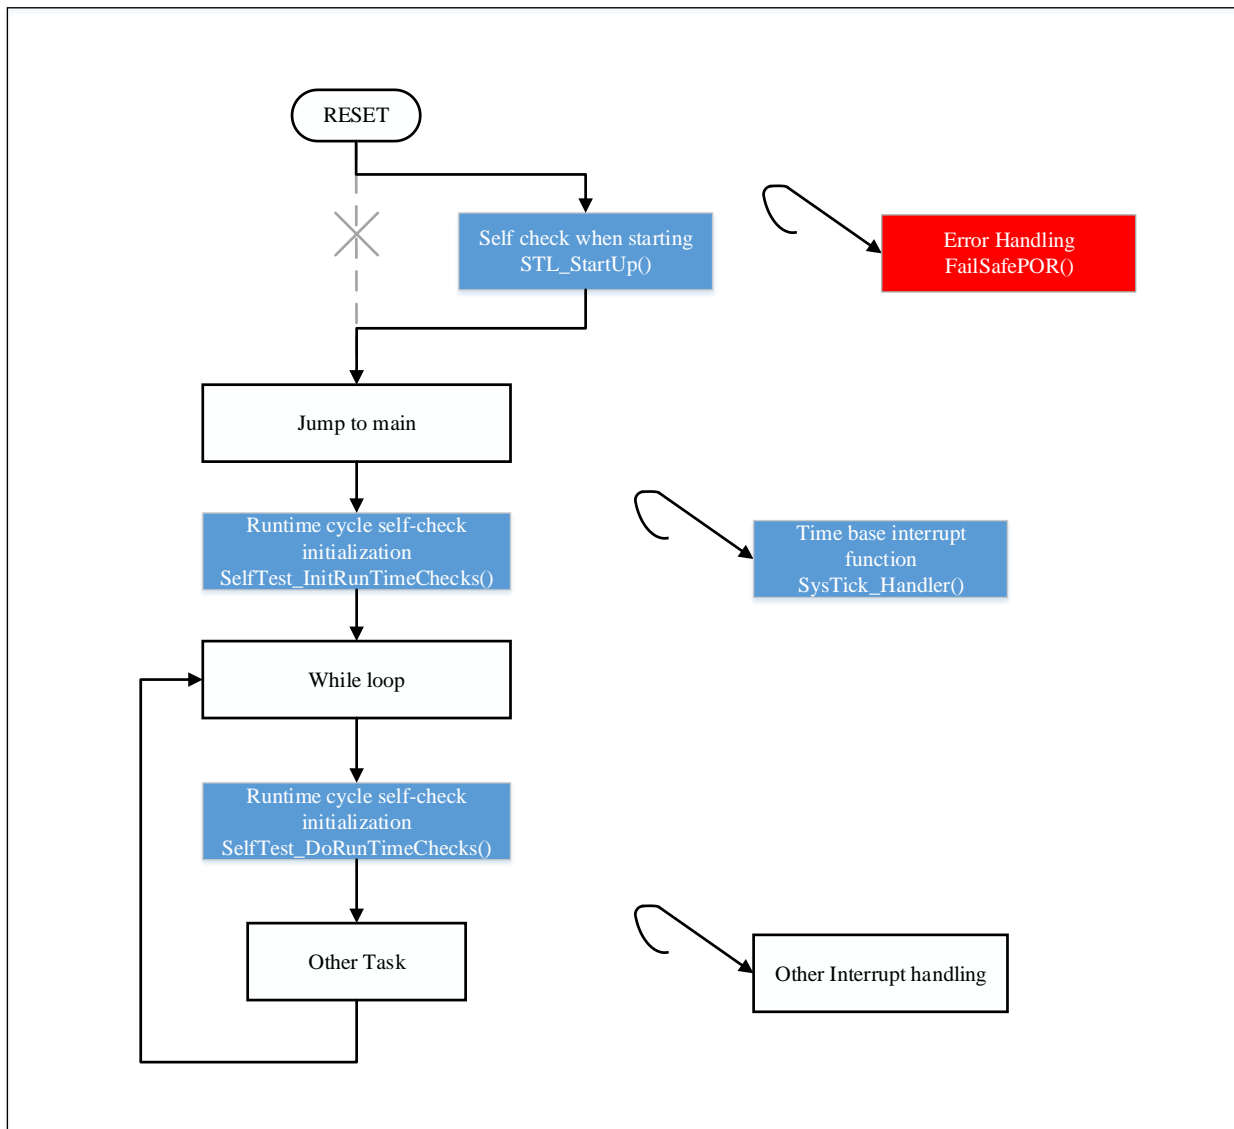 RESET
Self check when starting
STL_StartUp()
Error Handling
FailSafePOR()
Jump to main
Runtime cycle self-check
initialization
SelfTest_InitRunTimeChecks()
Time base interrupt
function
SysTick_Handler()
While loop
Runtime cycle self-check
initialization
SelfTest_DoRunTimeChecks()
Other Task
Other Interrupt handling